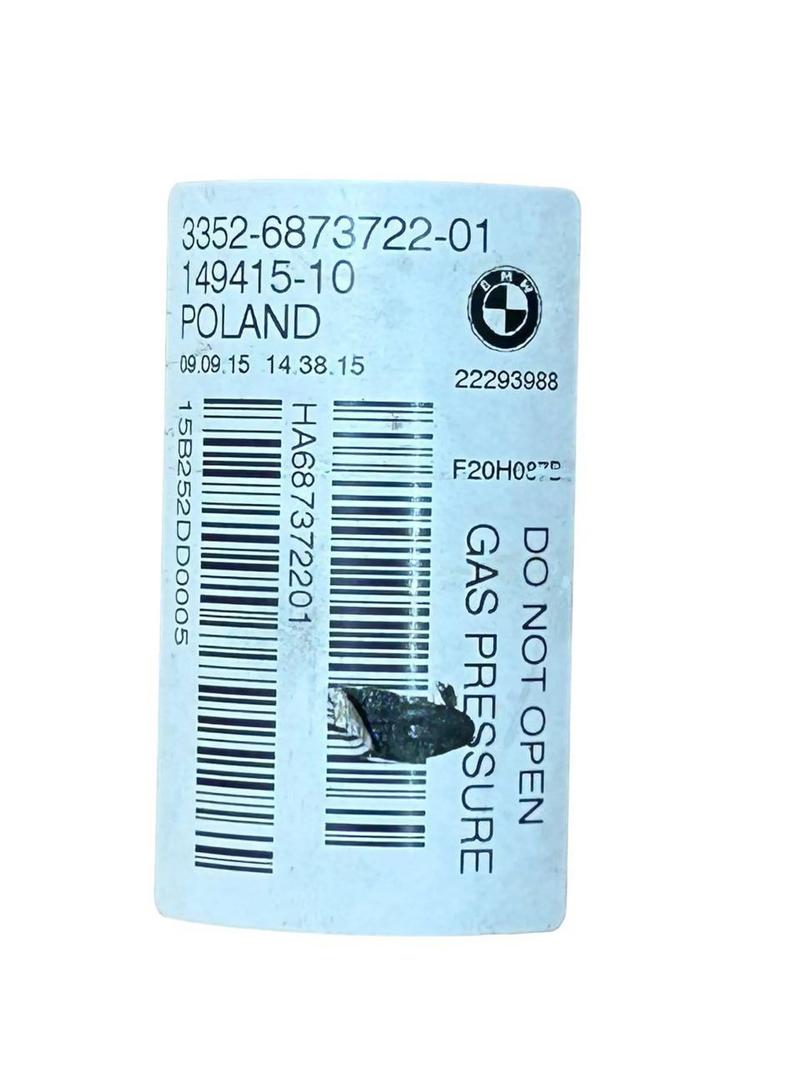 3352-6873722-01
149415-10
POLAND
09.09.15 14.38.15
BMW
22293988
15B252DD0005
HA687372201
DO NOT OPEN
GAS PRESSURE